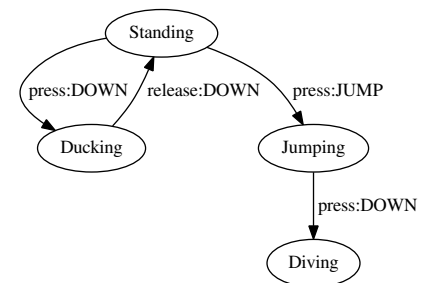 Standing
press:DOWN
release:DOWN
press:JUMP
Ducking
Jumping
press:DOWN
Diving